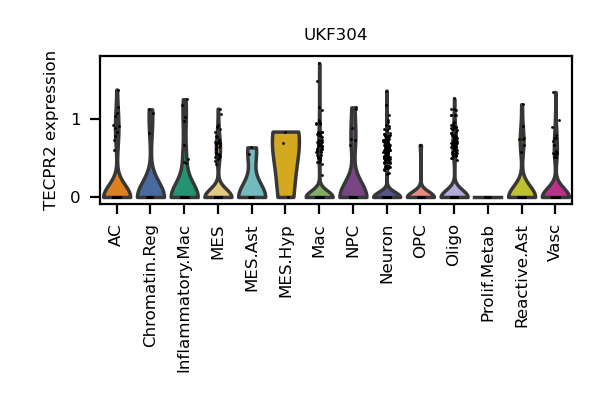 UKF304
TECPR2 expression
1
0
AC
Chromatin.Reg
Inflammatory.Mac
MES
MES.Ast
MES.Hyp
Mac
NPC
Neuron
OPC
Oligo
Prolif.Metab
Reactive.Ast
Vasc